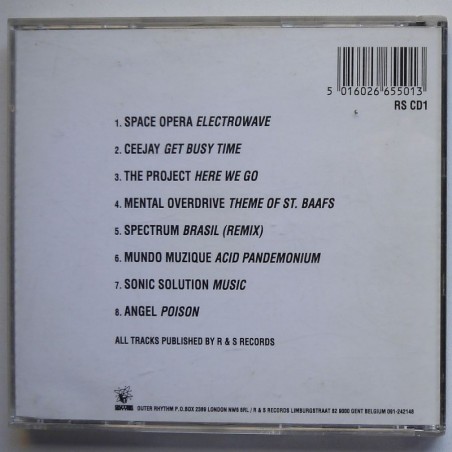 5 016026 655013
RS CD1
1. SPACE OPERA ELECTROWAVE
2. CEEJAY GET BUSY TIME
3. THE PROJECT HERE WE GO
4. MENTAL OVERDRIVE THEME OF ST. BAAFS
5. SPECTRUM BRASIL (REMIX)
6. MUNDO MUZIQUE ACID PANDEMONIUM
7. SONIC SOLUTION MUSIC
8. ANGEL POISON
ALL TRACKS PUBLISHED BY R & S RECORDS
OUTER RHYTHM P.O.BOX 2396 LONDON NW6 5RL / R & S RECORDS LIMBURGSTRAAT 82 9000 GENT BELGIUM 091-242148